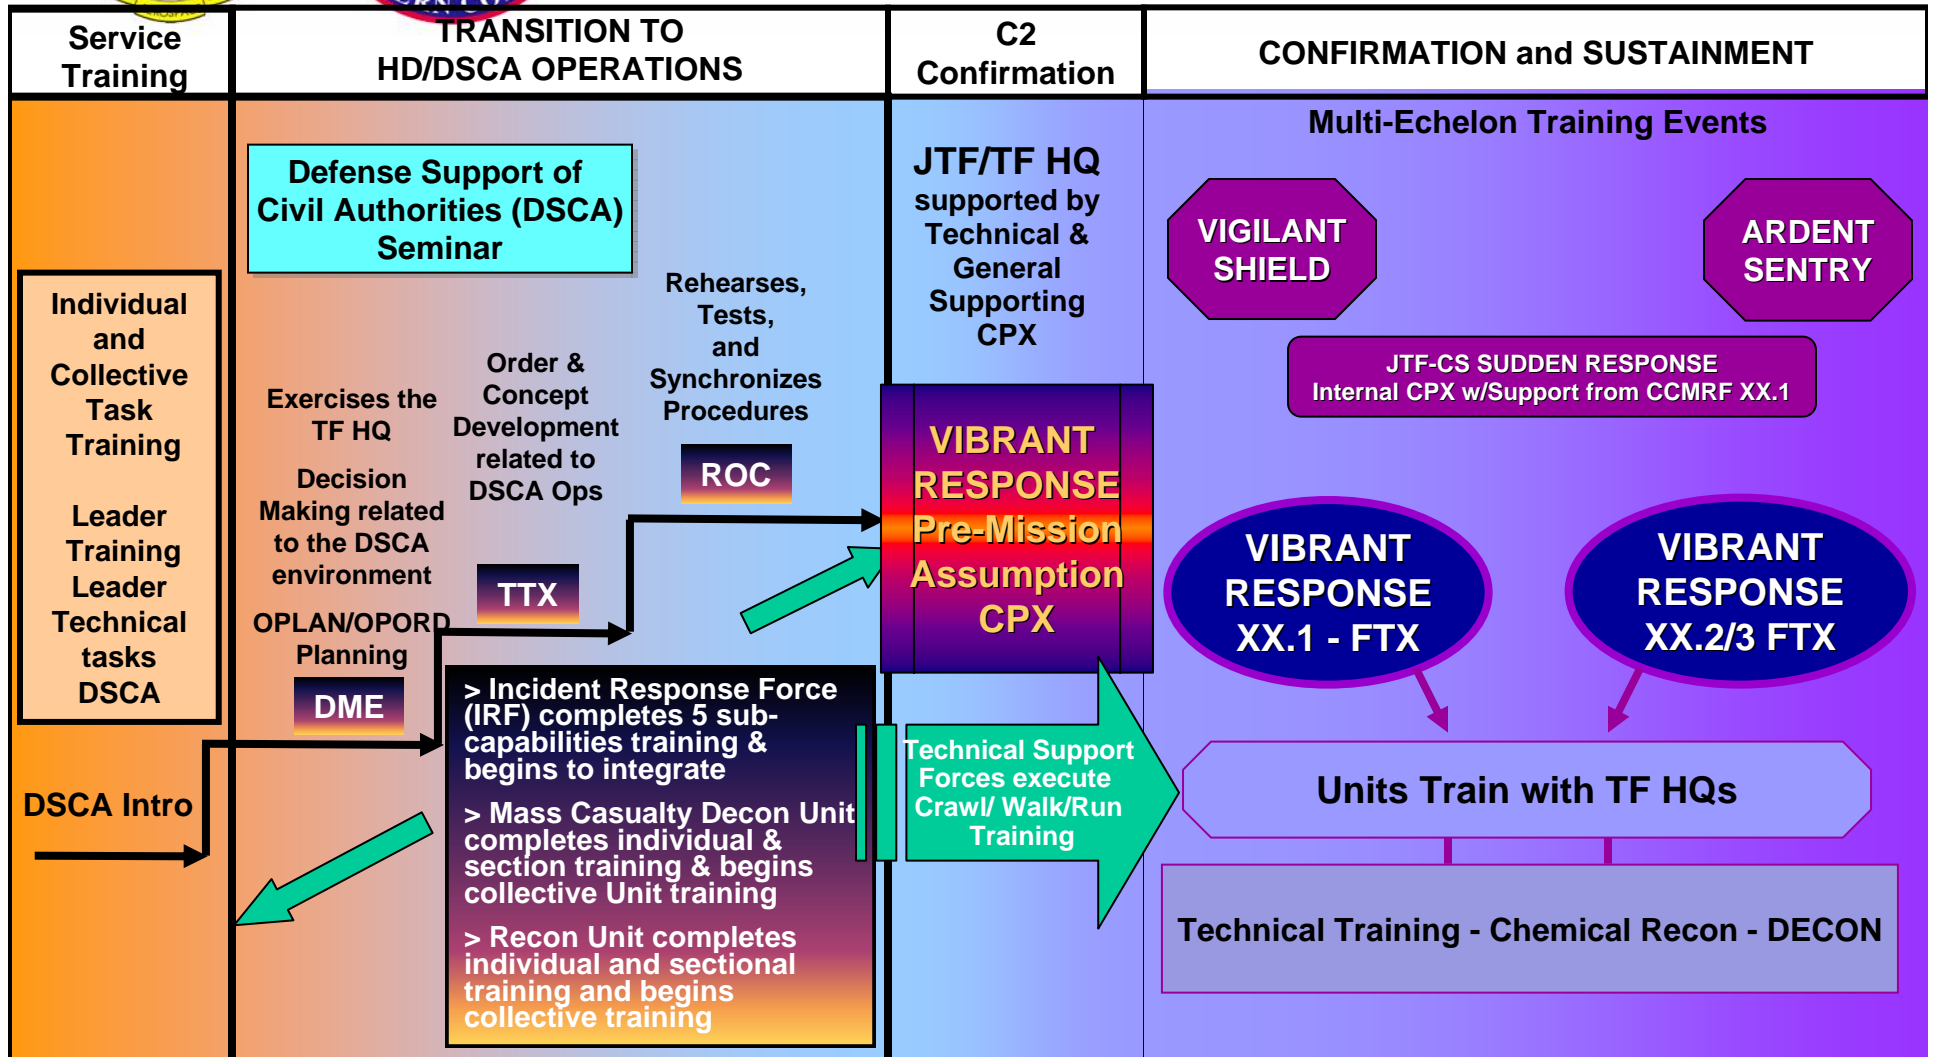 AEROSPAC
RN CO
Service
Training
TRANSITION TO
HD/DSCA OPERATIONS
C2
Confirmation
CONFIRMATION and SUSTAINMENT
Individual
and
Collective
Task
Training
Leader
Training
Leader
Technical
tasks
DSCA
DSCA Intro
Defense Support of
Civil Authorities (DSCA)
Seminar
Exercises the
TF HQ
Decision
Making related
to the DSCA
environment
OPLAN/OPORD
Planning
DME
Order &
Concept
Development
related to
DSCA Ops
TTX
Rehearses,
Tests,
and
Synchronizes
Procedures
ROC
> Incident Response Force
(IRF) completes 5 sub-
capabilities training &
begins to integrate
> Mass Casualty Decon Unit
completes individual &
section training & begins
collective Unit training
> Recon Unit completes
individual and sectional
training and begins
collective training
JTF/TF HQ
supported by
Technical &
General
Supporting
CPX
VIBRANT
RESPONSE
Pre-Mission
Assumption
CPX
Technical Support
Forces execute
Crawl/ Walk/Run
Training
Multi-Echelon Training Events
VIGILANT
SHIELD
ARDENT
SENTRY
JTF-CS SUDDEN RESPONSE
Internal CPX w/Support from CCMRF XX.1
VIBRANT
RESPONSE
XX.1 - FTX
VIBRANT
RESPONSE
XX.2/3 FTX
Units Train with TF HQs
Technical Training - Chemical Recon - DECON